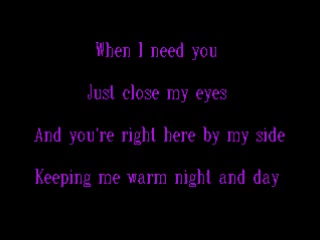 When I need you
Just close my eyes
And you're right here by my side
Keeping me warm night and day